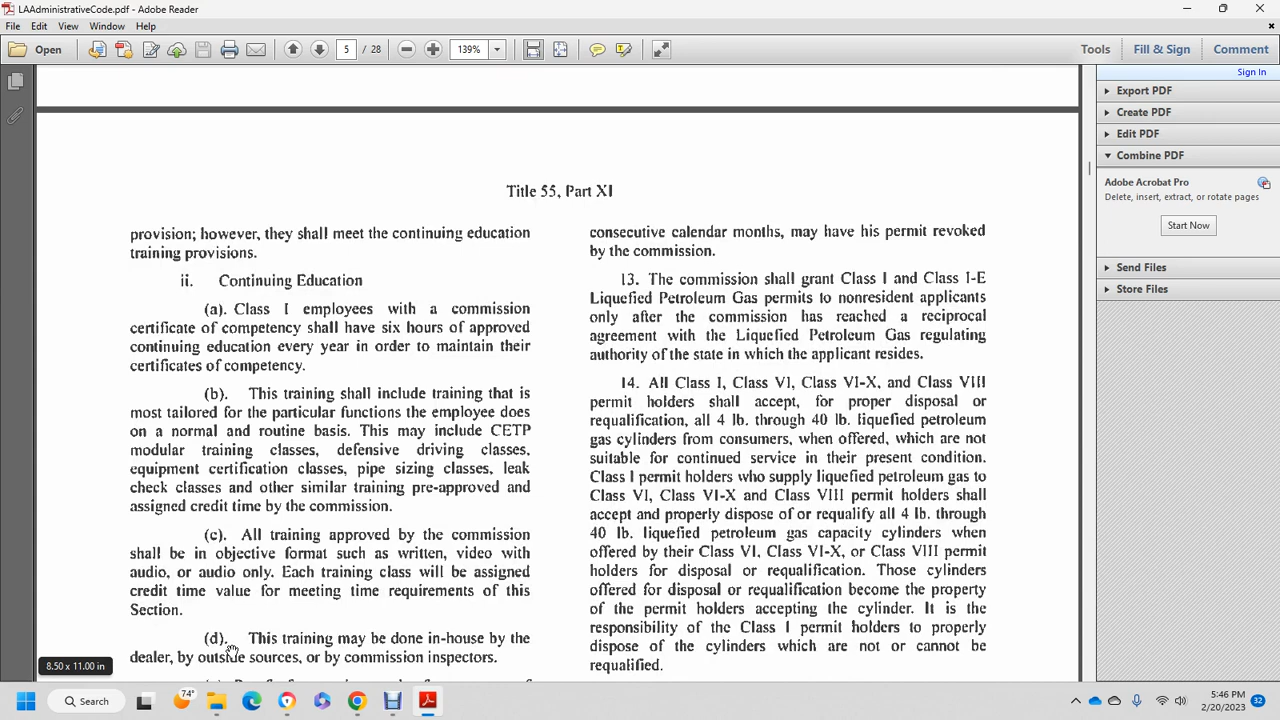 LAAdministrativeCode.pdf - Adobe Reader
File Edit View Window Help
Open 5 / 28 139% Tools Fill & Sign Comment
Sign In
Export PDF
Create PDF
Edit PDF
Combine PDF
Adobe Acrobat Pro
Delete, insert, extract, or rotate pages
Start Now
Send Files
Store Files
Title 55, Part XI
provision; however, they shall meet the continuing education
training provisions.
ii. Continuing Education
(a). Class I employees with a commission
certificate of competency shall have six hours of approved
continuing education every year in order to maintain their
certificates of competency.
(b). This training shall include training that is
most tailored for the particular functions the employee does
on a normal and routine basis. This may include CETP
modular training classes, defensive driving classes,
equipment certification classes, pipe sizing classes, leak
check classes and other similar training pre-approved and
assigned credit time by the commission.
(c). All training approved by the commission
shall be in objective format such as written, video with
audio, or audio only. Each training class will be assigned
credit time value for meeting time requirements of this
Section.
(d). This training may be done in-house by the
dealer, by outside sources, or by commission inspectors.
consecutive calendar months, may have his permit revoked
by the commission.
13. The commission shall grant Class I and Class I-E
Liquefied Petroleum Gas permits to nonresident applicants
only after the commission has reached a reciprocal
agreement with the Liquefied Petroleum Gas regulating
authority of the state in which the applicant resides.
14. All Class I, Class VI, Class VI-X, and Class VIII
permit holders shall accept, for proper disposal or
requalification, all 4 lb. through 40 lb. liquefied petroleum
gas cylinders from consumers, when offered, which are not
suitable for continued service in their present condition.
Class I permit holders who supply liquefied petroleum gas to
Class VI, Class VI-X and Class VIII permit holders shall
accept and properly dispose of or requalify all 4 lb. through
40 lb. liquefied petroleum gas capacity cylinders when
offered by their Class VI, Class VI-X, or Class VIII permit
holders for disposal or requalification. Those cylinders
offered for disposal or requalification become the property
of the permit holders accepting the cylinder. It is the
responsibility of the Class I permit holders to properly
dispose of the cylinders which are not or cannot be
requalified.
8.50 x 11.00 in
Search
74°
5:46 PM
2/20/2023
32